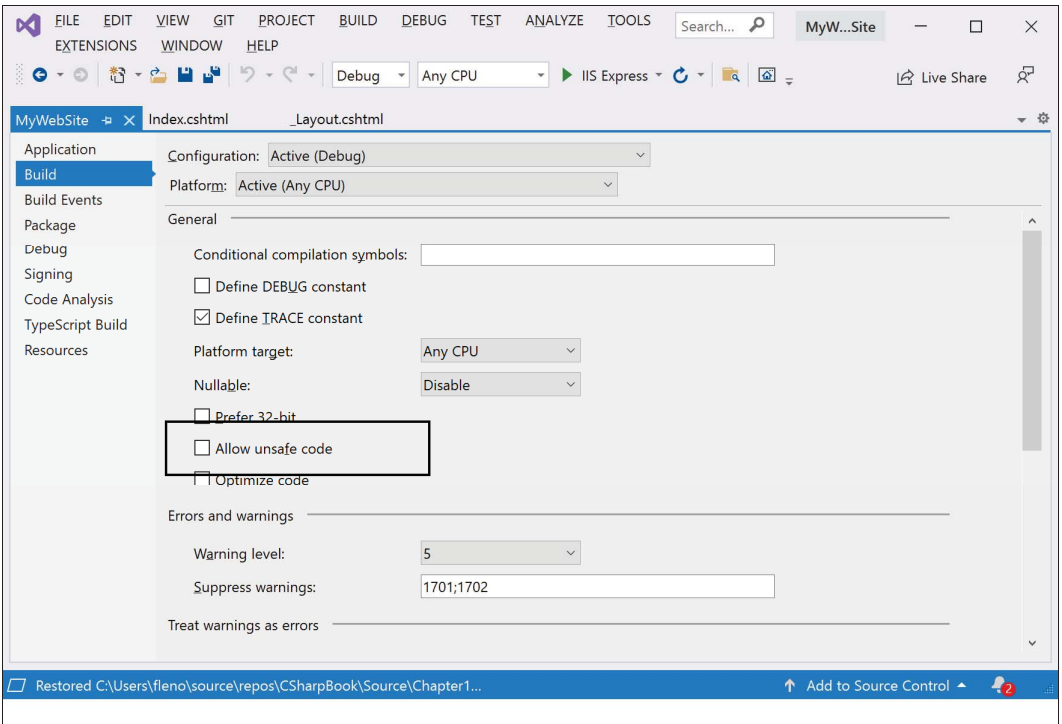 FILE EDIT VIEW GIT PROJECT BUILD DEBUG TEST ANALYZE TOOLS Search... MyW...Site
EXTENSIONS WINDOW HELP
Debug Any CPU IIS Express Live Share
MyWebSite Index.cshtml _Layout.cshtml
Application
Build
Build Events
Package
Debug
Signing
Code Analysis
TypeScript Build
Resources
Configuration: Active (Debug)
Platform: Active (Any CPU)
General
Conditional compilation symbols:
Define DEBUG constant
Define TRACE constant
Platform target: Any CPU
Nullable: Disable
Prefer 32-bit
Allow unsafe code
Optimize code
Errors and warnings
Warning level: 5
Suppress warnings: 1701;1702
Treat warnings as errors
Restored C:\Users\fleno\source\repos\CSharpBook\Source\Chapter1... Add to Source Control 2